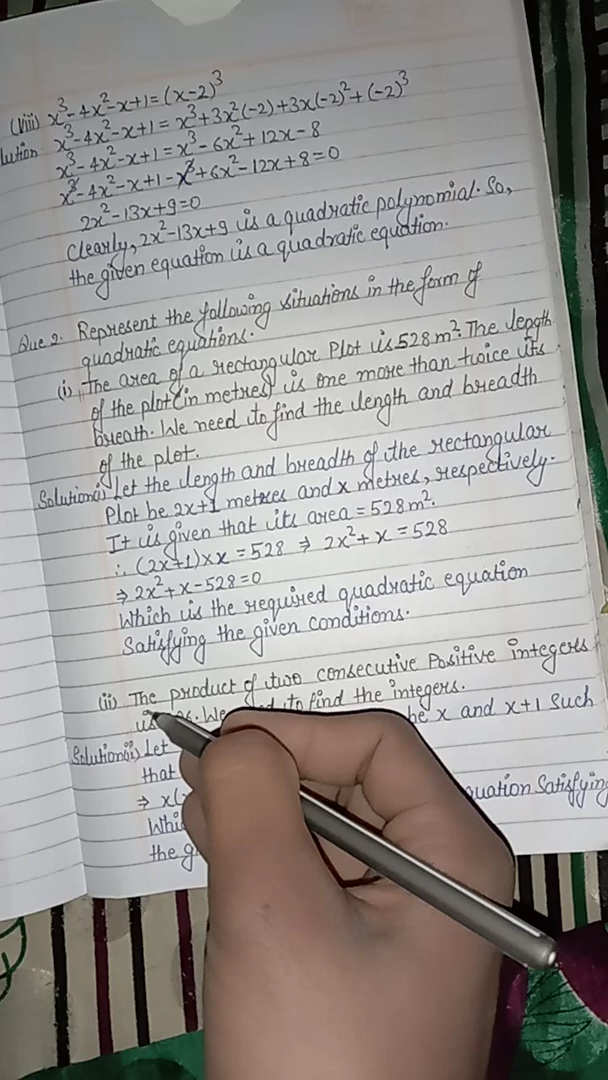 (viii) x³-4x²-x+1=(x-2)³
lution x³-4x²-x+1 = x³+3x²(-2)+3x(-2)²+(-2)³
x³-4x²-x+1 = x³-6x²+12x-8
x³-4x²-x+1-x³+6x²-12x+8=0
2x²-13x+9=0
Clearly, 2x²-13x+9 is a quadratic polynomial. So,
the given equation is a quadratic equation.
Que 2. Represent the following situations in the form of
quadratic equations.
(i) The area of a rectangular Plot is 528m². The length
of the plot (in metres) is one more than twice its
breath. We need to find the length and breadth
of the plot.
Solution(i) Let the length and breadth of the rectangular
Plot be 2x+1 metres and x metres, respectively.
It is given that its area = 528m².
∴ (2x+1)×x = 528 ⇒ 2x²+x = 528
⇒ 2x²+x-528=0
Which is the required quadratic equation
Satisfying the given conditions.
(ii) The product of two consecutive Positive integers
is We to find the integers.
Solution(ii) Let be x and x+1 Such
that
⇒ x( quation Satisfying
Whi
the g